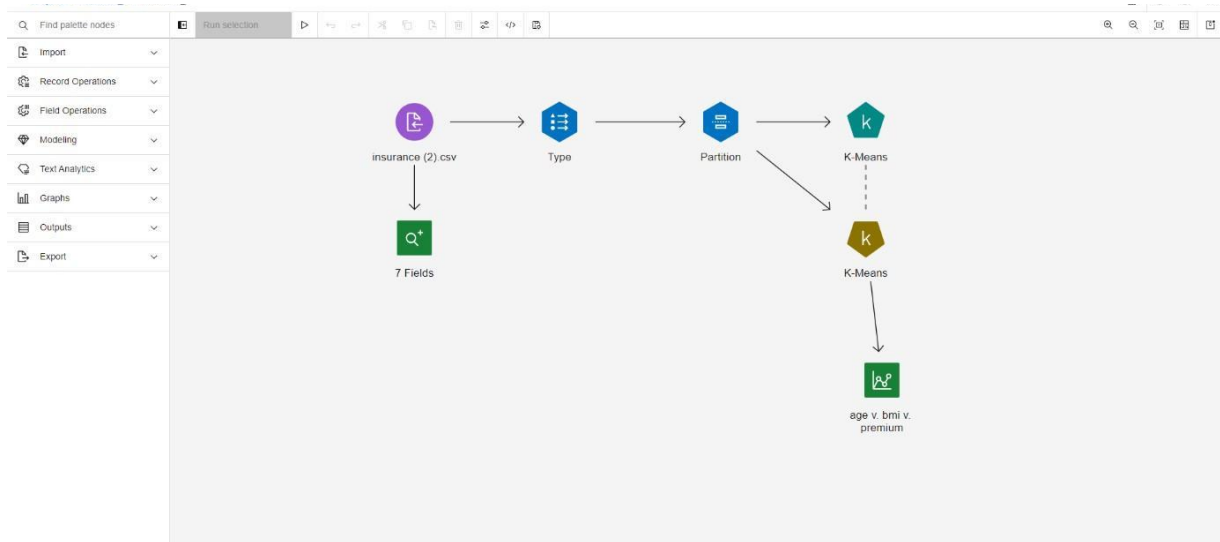 Find palette nodes
Run selection
Import
Record Operations
Field Operations
Modeling
Text Analytics
Graphs
Outputs
Export
insurance (2).csv
Type
Partition
k
K-Means
7 Fields
k
K-Means
age v. bmi v.
premium